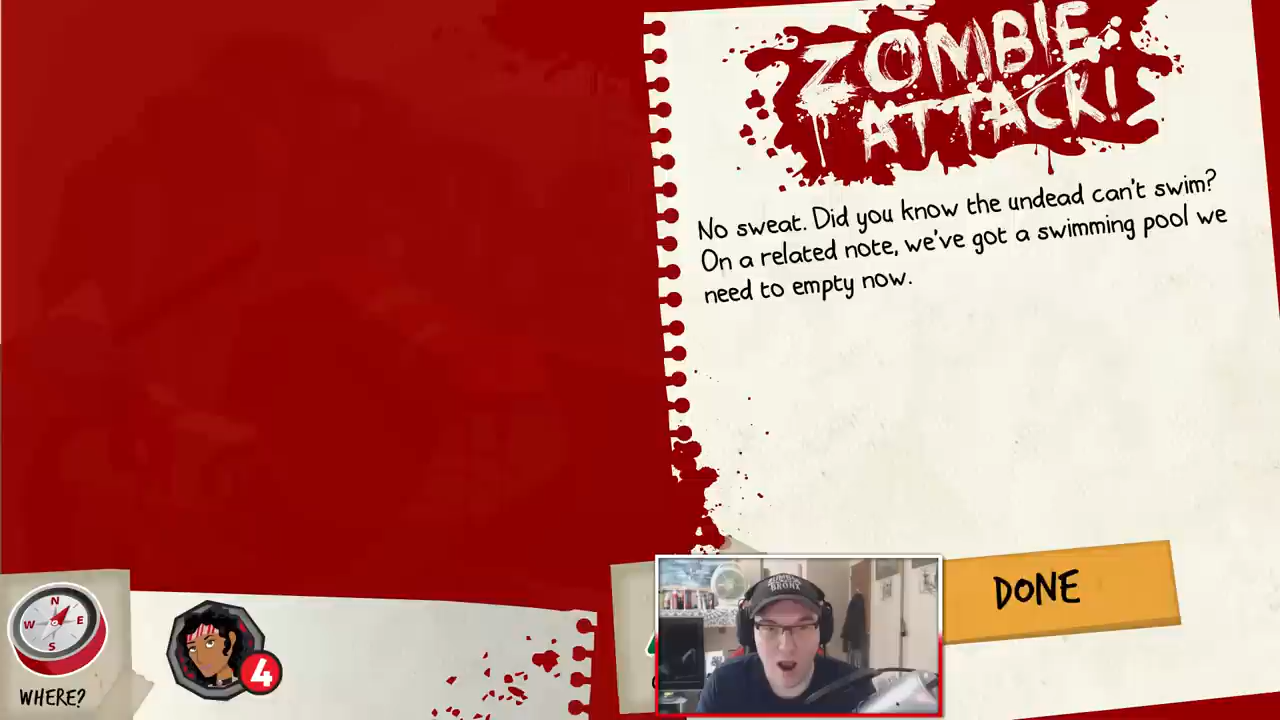 ZOMBIE
ATTACK!
No sweat. Did you know the undead can't swim?
On a related note, we've got a swimming pool we
need to empty now.
DONE
N
W E
S
4
WHERE?